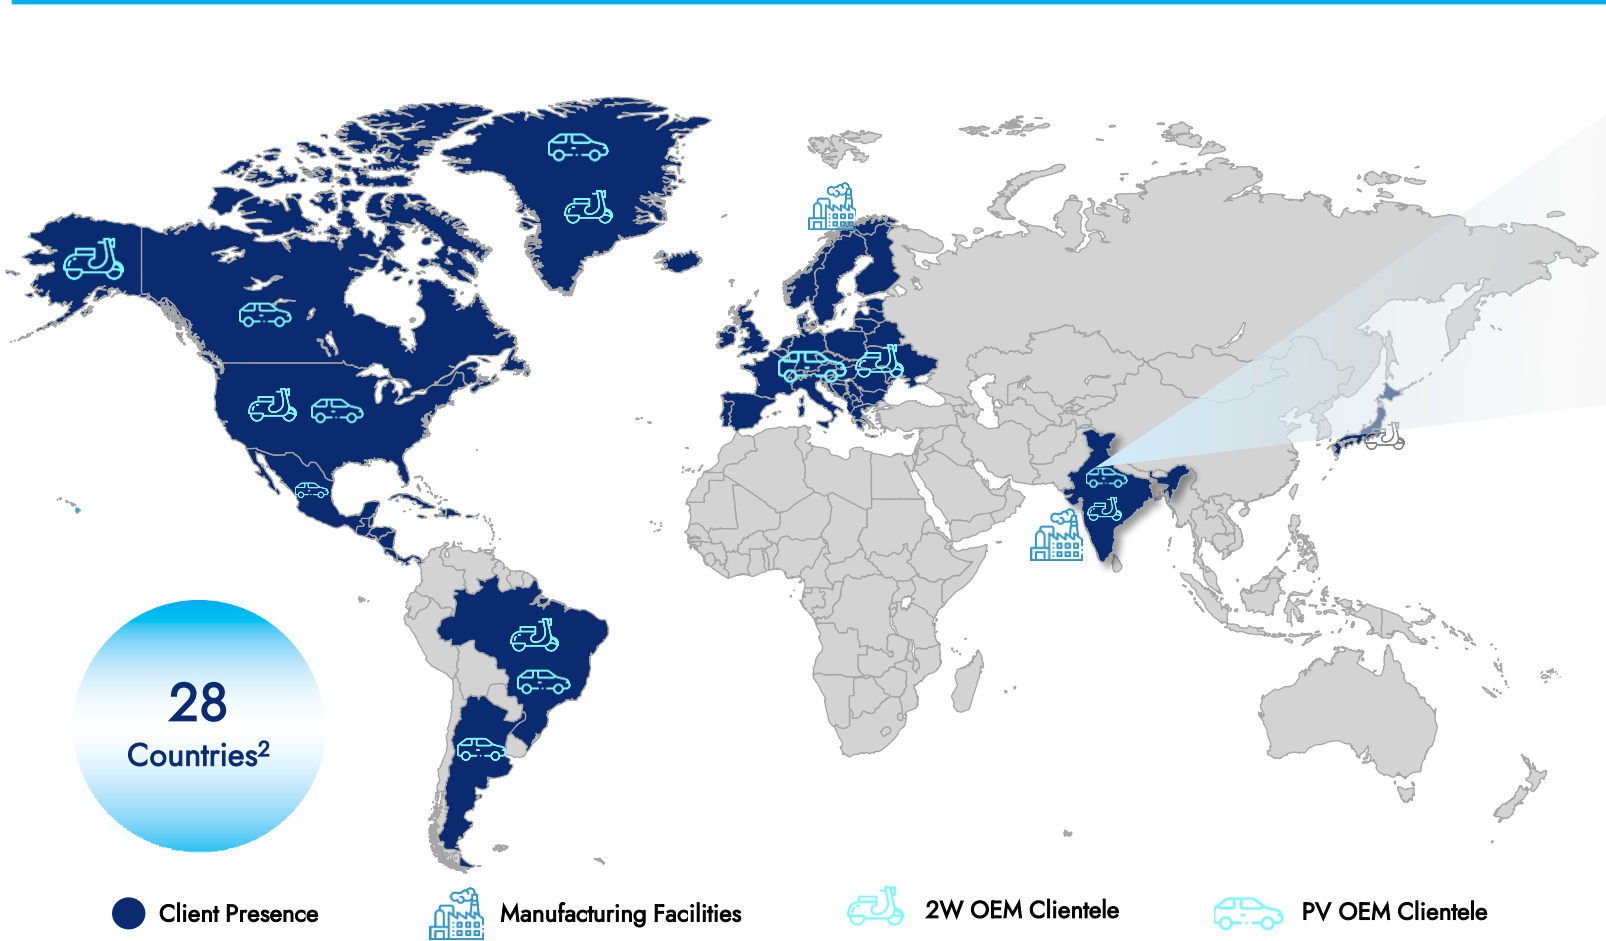 28
Countries2
Client Presence
Manufacturing Facilities
2W OEM Clientele
PV OEM Clientele